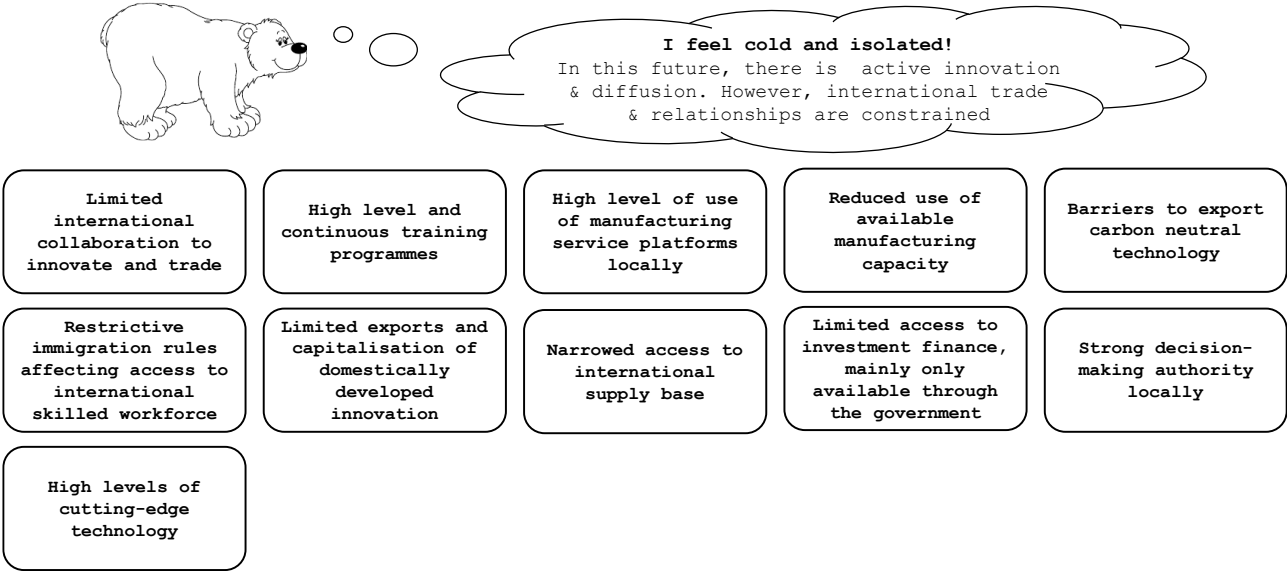 I feel cold and isolated!
In this future, there is active innovation
& diffusion. However, international trade
& relationships are constrained
Limited
international
collaboration to
innovate and trade
High level and
continuous training
programmes
High level of use
of manufacturing
service platforms
locally
Reduced use of
available
manufacturing
capacity
Barriers to export
carbon neutral
technology
Restrictive
immigration rules
affecting access to
international
skilled workforce
Limited exports and
capitalisation of
domestically
developed
innovation
Narrowed access to
international
supply base
Limited access to
investment finance,
mainly only
available through
the government
Strong decision-
making authority
locally
High levels of
cutting-edge
technology